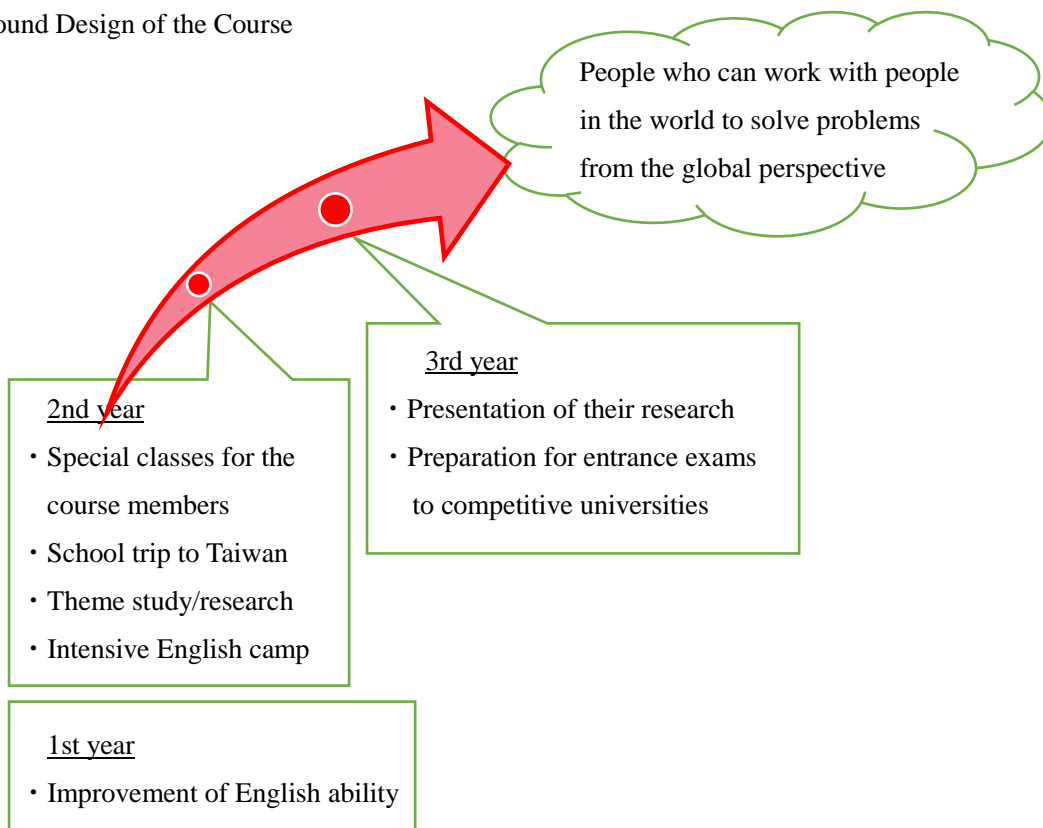 ound Design of the Course
People who can work with people
in the world to solve problems
from the global perspective
3rd year
・Presentation of their research
・Preparation for entrance exams
to competitive universities
2nd year
・Special classes for the
course members
・School trip to Taiwan
・Theme study/research
・Intensive English camp
1st year
・Improvement of English ability